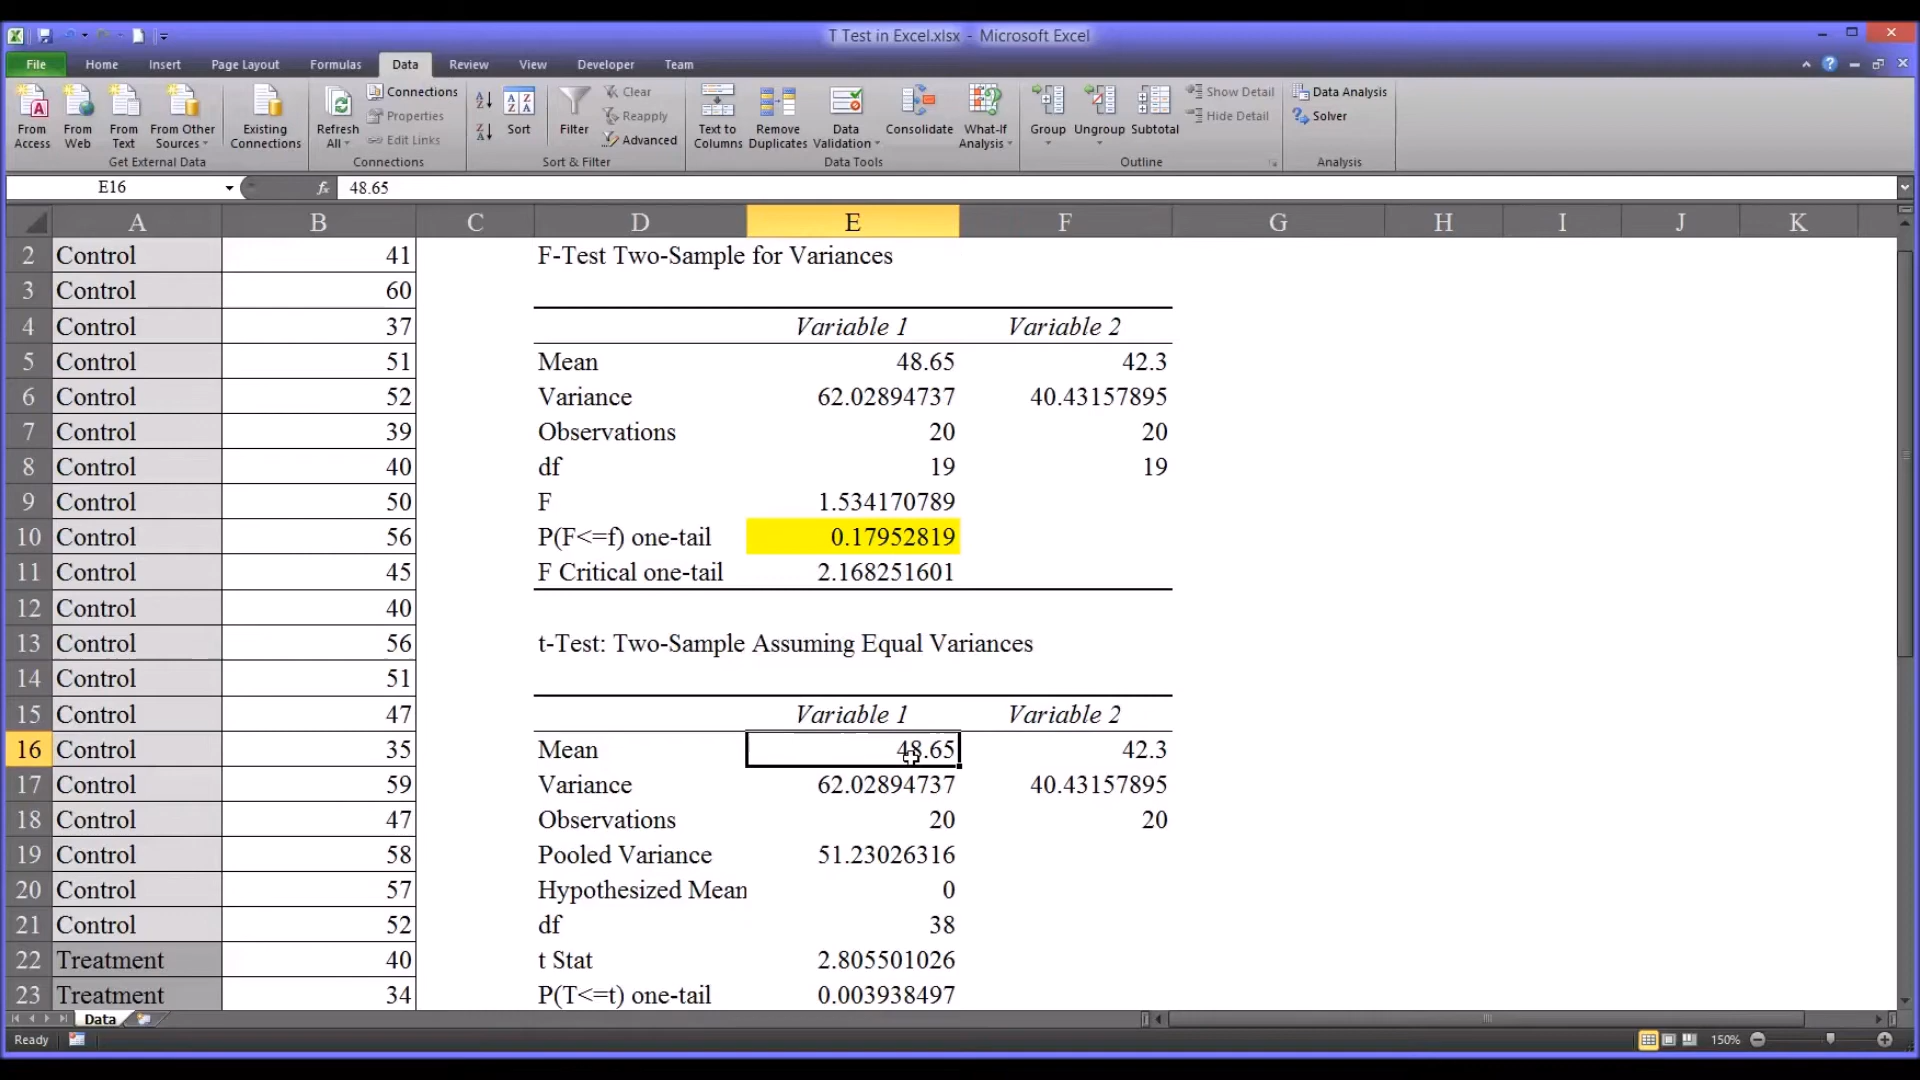 T Test in Excel.xlsx - Microsoft Excel
File Home Insert Page Layout Formulas Data Review View Developer Team
From Access From Web From Text From Other Sources Existing Connections Refresh All Connections Properties Edit Links Sort Filter Clear Reapply Advanced Text to Columns Remove Duplicates Data Validation Consolidate What-If Analysis Group Ungroup Subtotal Show Detail Hide Detail Data Analysis Solver
Get External Data Connections Sort & Filter Data Tools Outline Analysis
E16 fx 48.65
A B C D E F G H I J K
2 Control 41 F-Test Two-Sample for Variances
3 Control 60
4 Control 37 Variable 1 Variable 2
5 Control 51 Mean 48.65 42.3
6 Control 52 Variance 62.02894737 40.43157895
7 Control 39 Observations 20 20
8 Control 40 df 19 19
9 Control 50 F 1.534170789
10 Control 56 P(F<=f) one-tail 0.17952819
11 Control 45 F Critical one-tail 2.168251601
12 Control 40
13 Control 56 t-Test: Two-Sample Assuming Equal Variances
14 Control 51
15 Control 47 Variable 1 Variable 2
16 Control 35 Mean 48.65 42.3
17 Control 59 Variance 62.02894737 40.43157895
18 Control 47 Observations 20 20
19 Control 58 Pooled Variance 51.23026316
20 Control 57 Hypothesized Mean 0
21 Control 52 df 38
22 Treatment 40 t Stat 2.805501026
23 Treatment 34 P(T<=t) one-tail 0.003938497
Data
Ready 150%